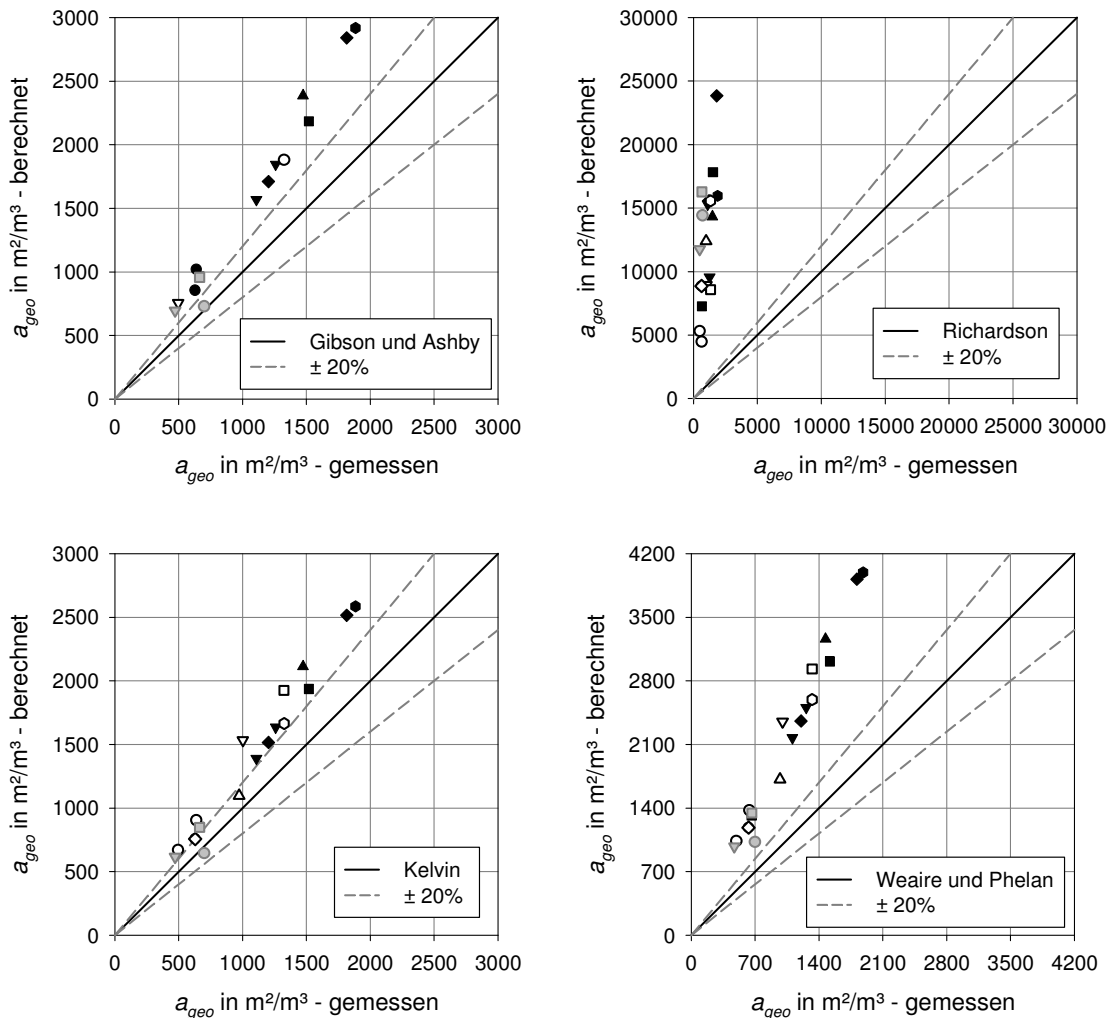 3000
2500
2000
1500
1000
500
0
a_geo in m²/m³ - berechnet
Gibson und Ashby
± 20%
0 500 1000 1500 2000 2500 3000
a_geo in m²/m³ - gemessen
30000
25000
20000
15000
10000
5000
0
a_geo in m²/m³ - berechnet
Richardson
± 20%
0 5000 10000 15000 20000 25000 30000
a_geo in m²/m³ - gemessen
3000
2500
2000
1500
1000
500
0
a_geo in m²/m³ - berechnet
Kelvin
± 20%
0 500 1000 1500 2000 2500 3000
a_geo in m²/m³ - gemessen
4200
3500
2800
2100
1400
700
0
a_geo in m²/m³ - berechnet
Weaire und Phelan
± 20%
0 700 1400 2100 2800 3500 4200
a_geo in m²/m³ - gemessen